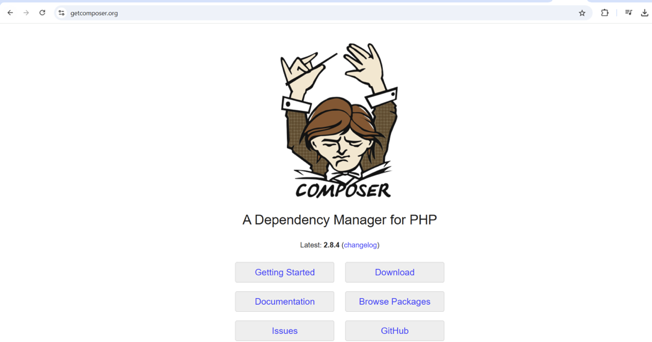 getcomposer.org
COMPOSER
A Dependency Manager for PHP
Latest: 2.8.4 (changelog)
Getting Started
Download
Documentation
Browse Packages
Issues
GitHub